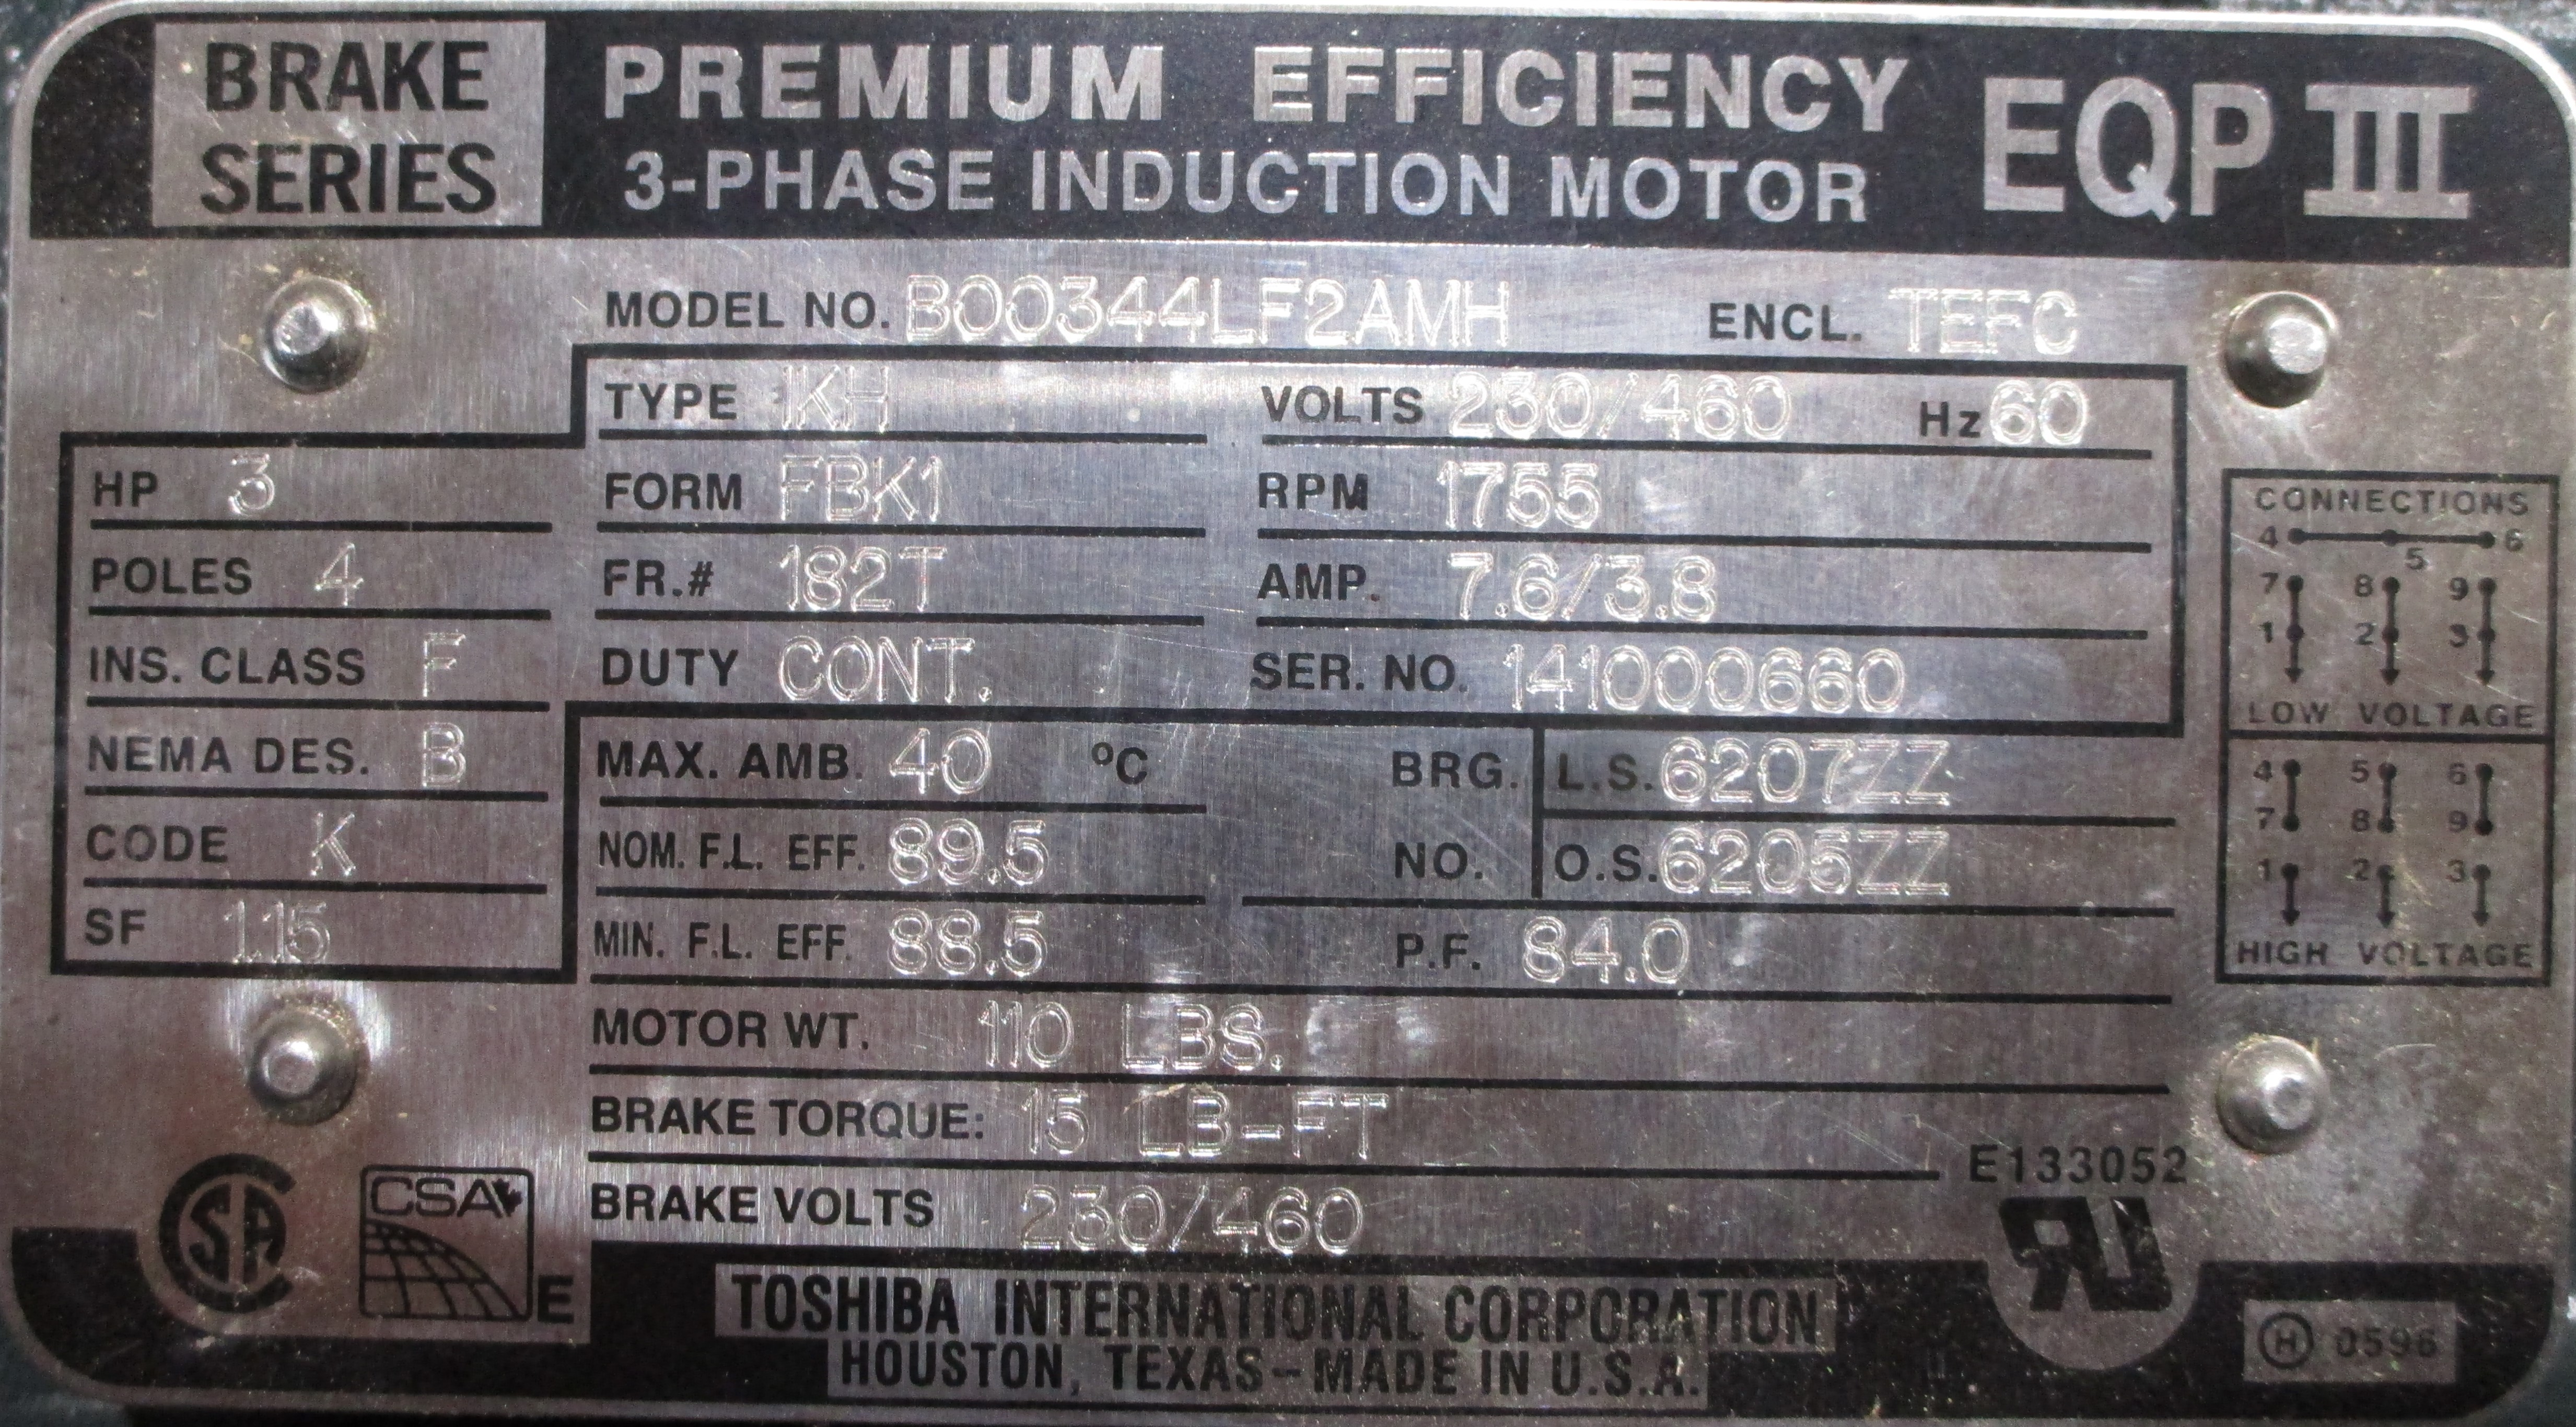 BRAKE SERIES
PREMIUM EFFICIENCY
3-PHASE INDUCTION MOTOR
EQP III
MODEL NO. B00344LF2AMH ENCL. TEFC
TYPE IKH VOLTS 230/460 Hz 60
HP 3 FORM FBK1 RPM 1755
POLES 4 FR.# 182T AMP. 7.6/3.8
INS. CLASS F DUTY CONT. SER. NO. 141000660
NEMA DES. B MAX. AMB. 40 °C BRG. L.S. 6207ZZ
CODE K NOM. F.L. EFF. 89.5 NO. O.S. 6205ZZ
SF 1.15 MIN. F.L. EFF. 88.5 P.F. 84.0
MOTOR WT. 110 LBS.
BRAKE TORQUE: 15 LB-FT
BRAKE VOLTS 230/460
CONNECTIONS
4 5 6
7 8 9
1 2 3
LOW VOLTAGE
4 5 6
7 8 9
1 2 3
HIGH VOLTAGE
E133052
SA
CSA
E
RU
TOSHIBA INTERNATIONAL CORPORATION
HOUSTON, TEXAS-MADE IN U.S.A.
H 0596